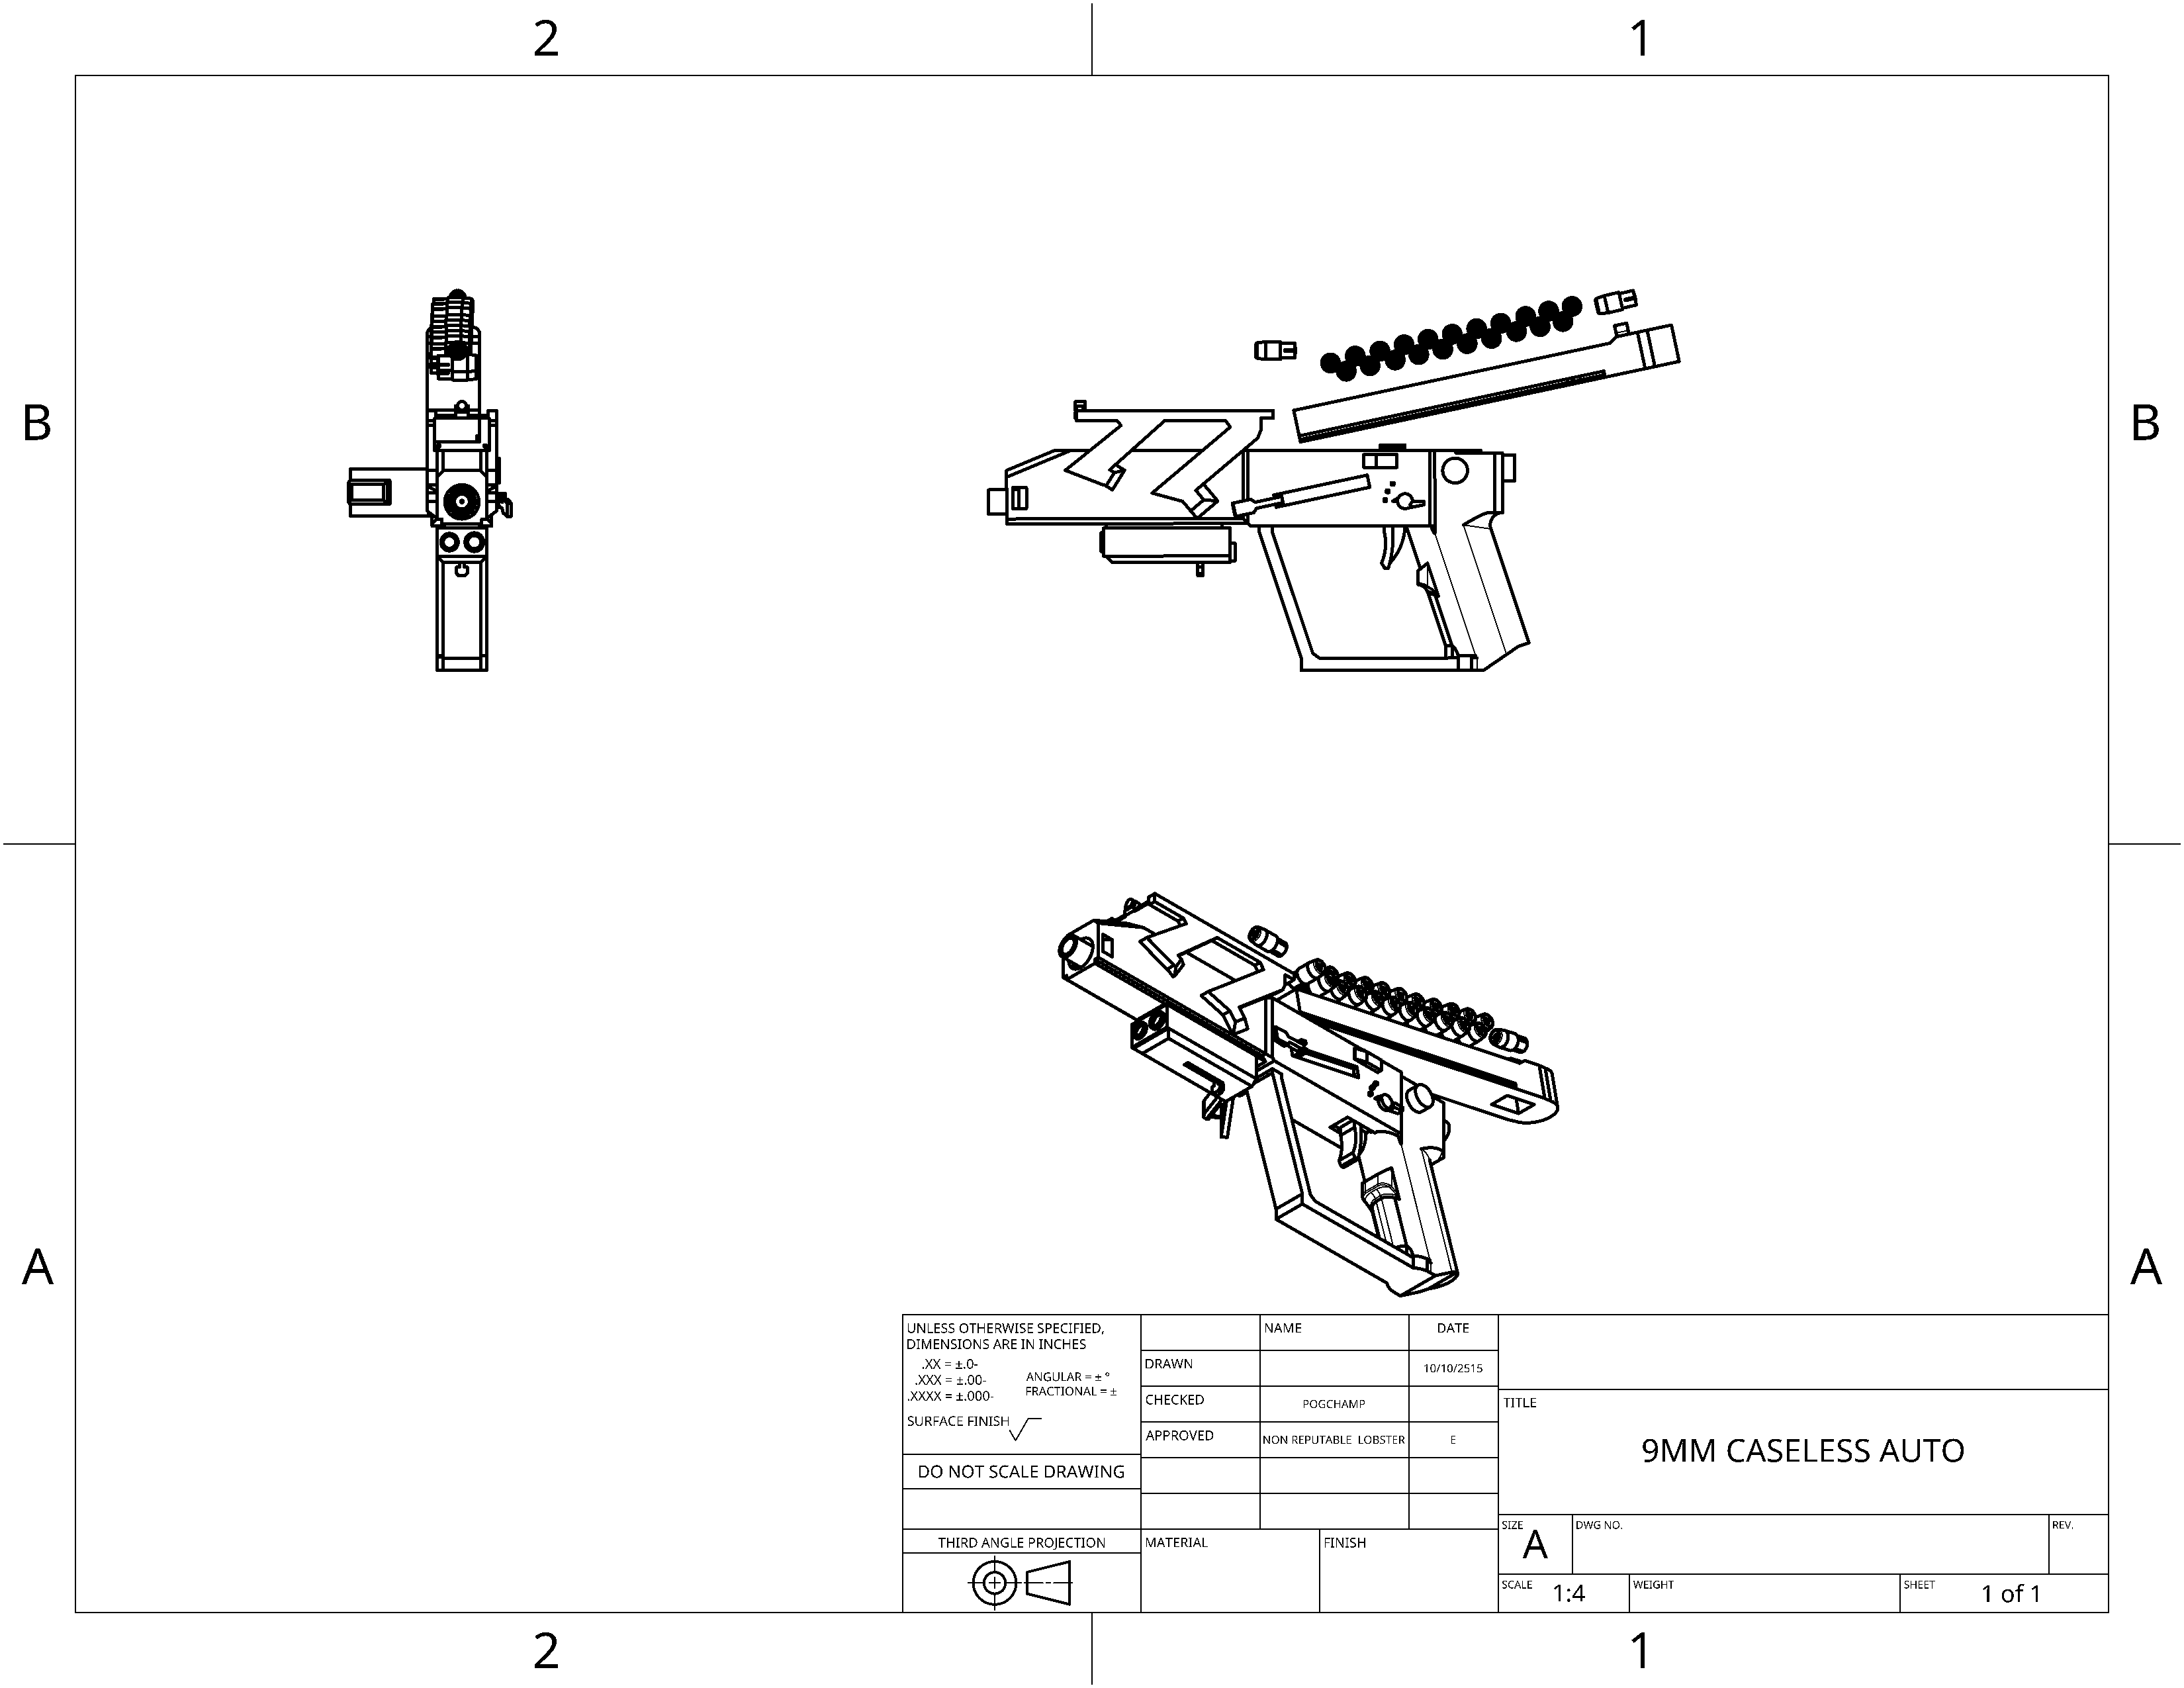 2
1
B
B
A
A
UNLESS OTHERWISE SPECIFIED,
DIMENSIONS ARE IN INCHES
.XX = ±.0-
.XXX = ±.00-
.XXXX = ±.000-
ANGULAR = ± °
FRACTIONAL = ±
SURFACE FINISH
DO NOT SCALE DRAWING
THIRD ANGLE PROJECTION
NAME
DATE
DRAWN
10/10/2515
CHECKED
POGCHAMP
APPROVED
NON REPUTABLE LOBSTER
E
MATERIAL
FINISH
TITLE
9MM CASELESS AUTO
SIZE
A
DWG NO.
REV.
SCALE
1:4
WEIGHT
SHEET
1 of 1
2
1